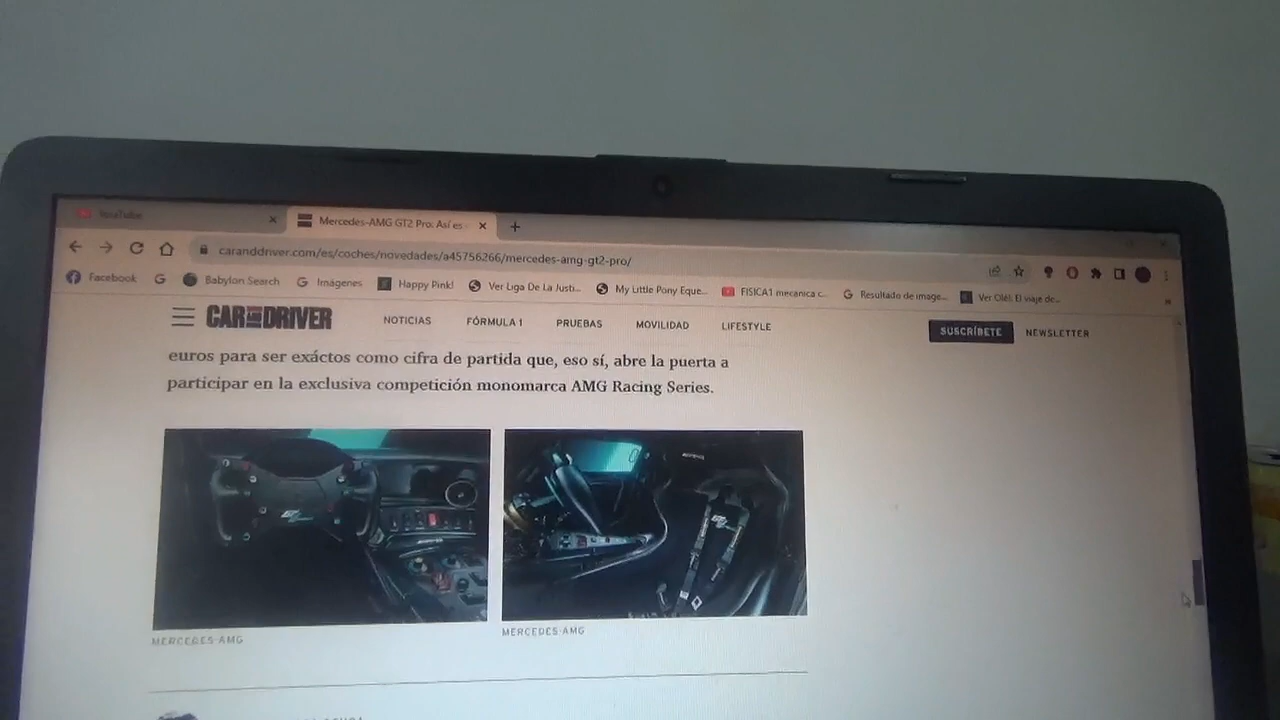 YouTube
Mercedes-AMG GT2 Pro: Así es
caranddriver.com/es/coches/novedades/a45756266/mercedes-amg-gt2-pro/
Facebook
Babylon Search
Imágenes
Happy Pink!
Ver Liga De La Justi...
My Little Pony Eque...
FISICA1 mecanica c...
Resultado de image...
Ver Olé!, El viaje de...
CAR AND DRIVER
NOTICIAS
FÓRMULA 1
PRUEBAS
MOVILIDAD
LIFESTYLE
SUSCRÍBETE
NEWSLETTER
euros para ser exáctos como cifra de partida que, eso sí, abre la puerta a
participar en la exclusiva competición monomarca AMG Racing Series.
MERCEDES-AMG
MERCEDES-AMG